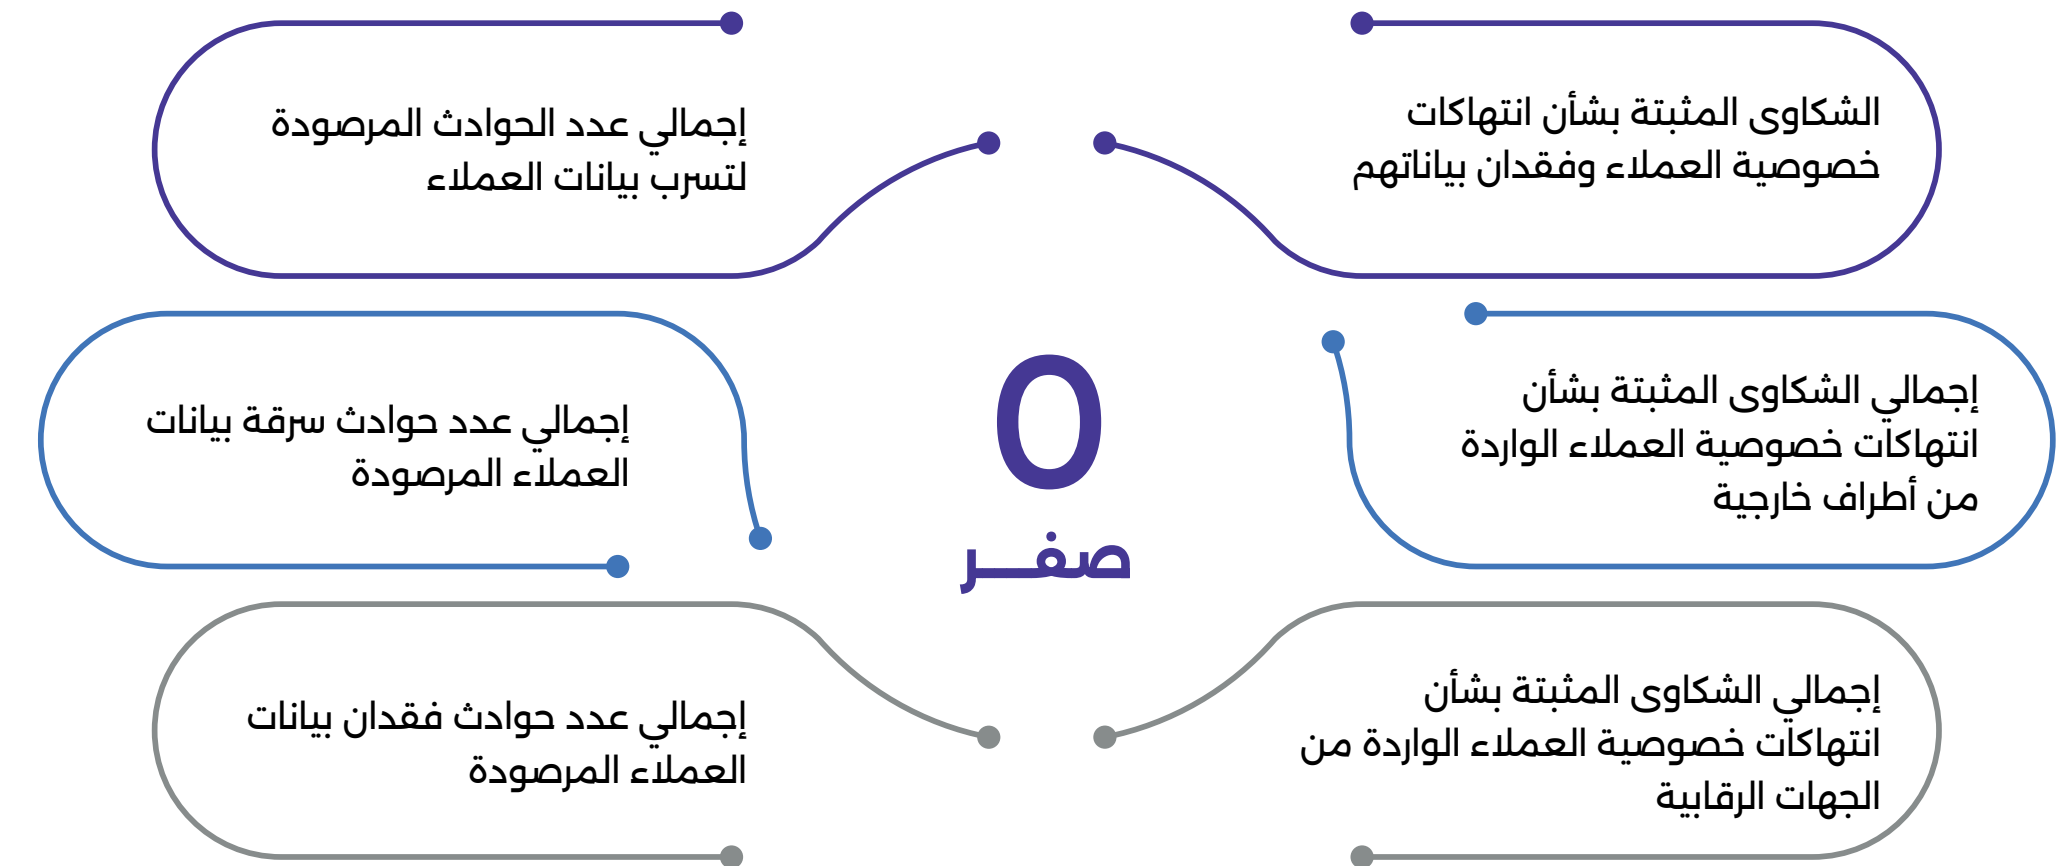 الشكاوى المثبتة بشأن انتهاكات
خصوصية العملاء وفقدان بياناتهم
إجمالي الشكاوى المثبتة بشأن
انتهاكات خصوصية العملاء الواردة
من أطراف خارجية
إجمالي الشكاوى المثبتة بشأن
انتهاكات خصوصية العملاء الواردة من
الجهات الرقابية
0
صفــر
إجمالي عدد الحوادث المرصودة
لتسرب بيانات العملاء
إجمالي عدد حوادث سرقة بيانات
العملاء المرصودة
إجمالي عدد حوادث فقدان بيانات
العملاء المرصودة